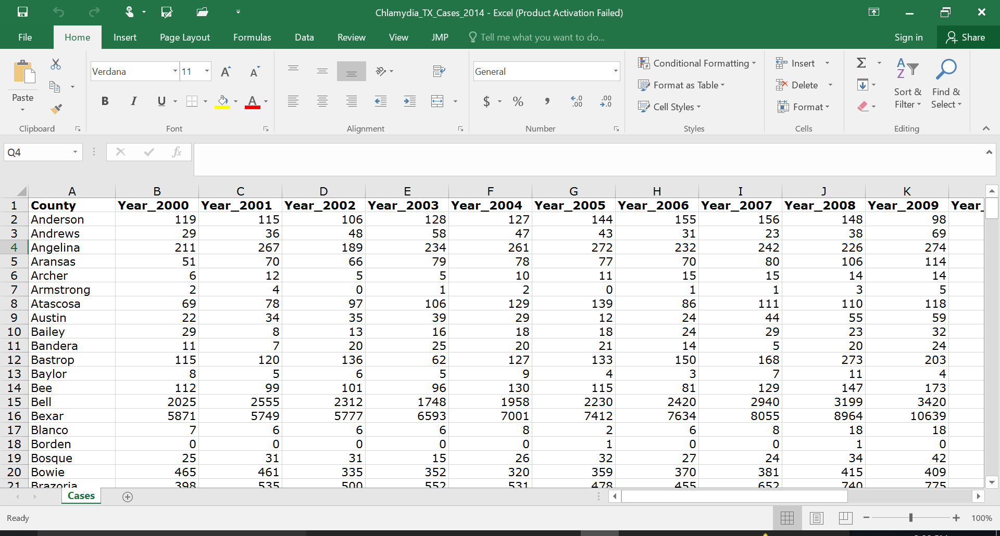 Chlamydia_TX_Cases_2014 - Excel (Product Activation Failed)
File Home Insert Page Layout Formulas Data Review View JMP Tell me what you want to do... Sign in Share
Verdana 11 General
Paste
B I U A $ % ,
Conditional Formatting
Format as Table
Cell Styles
Insert
Delete
Format
Sort & Filter
Find & Select
Clipboard Font Alignment Number Styles Cells Editing
Q4 fx
A B C D E F G H I J K
1 County Year_2000 Year_2001 Year_2002 Year_2003 Year_2004 Year_2005 Year_2006 Year_2007 Year_2008 Year_2009 Year_
2 Anderson 119 115 106 128 127 144 155 156 148 98
3 Andrews 29 36 48 58 47 43 31 23 38 69
4 Angelina 211 267 189 234 261 272 232 242 226 274
5 Aransas 51 70 66 79 78 77 70 80 106 114
6 Archer 6 12 5 5 10 11 15 15 14 14
7 Armstrong 2 4 0 1 2 0 1 1 3 5
8 Atascosa 69 78 97 106 129 139 86 111 110 118
9 Austin 22 34 35 39 29 12 24 44 55 59
10 Bailey 29 8 13 16 18 18 24 29 23 32
11 Bandera 11 7 20 25 20 21 14 5 20 24
12 Bastrop 115 120 136 62 127 133 150 168 273 203
13 Baylor 8 5 6 5 9 4 3 7 11 4
14 Bee 112 99 101 96 130 115 81 129 147 173
15 Bell 2025 2555 2312 1748 1958 2230 2420 2940 3199 3420
16 Bexar 5871 5749 5777 6593 7001 7412 7634 8055 8964 10639
17 Blanco 7 6 6 6 8 2 6 8 18 18
18 Borden 0 0 0 0 0 1 0 0 1 0
19 Bosque 25 31 31 15 26 32 27 24 34 42
20 Bowie 465 461 335 352 320 359 370 381 415 409
21 Brazoria 398 535 500 552 531 478 455 652 740 775
Cases
Ready 100%